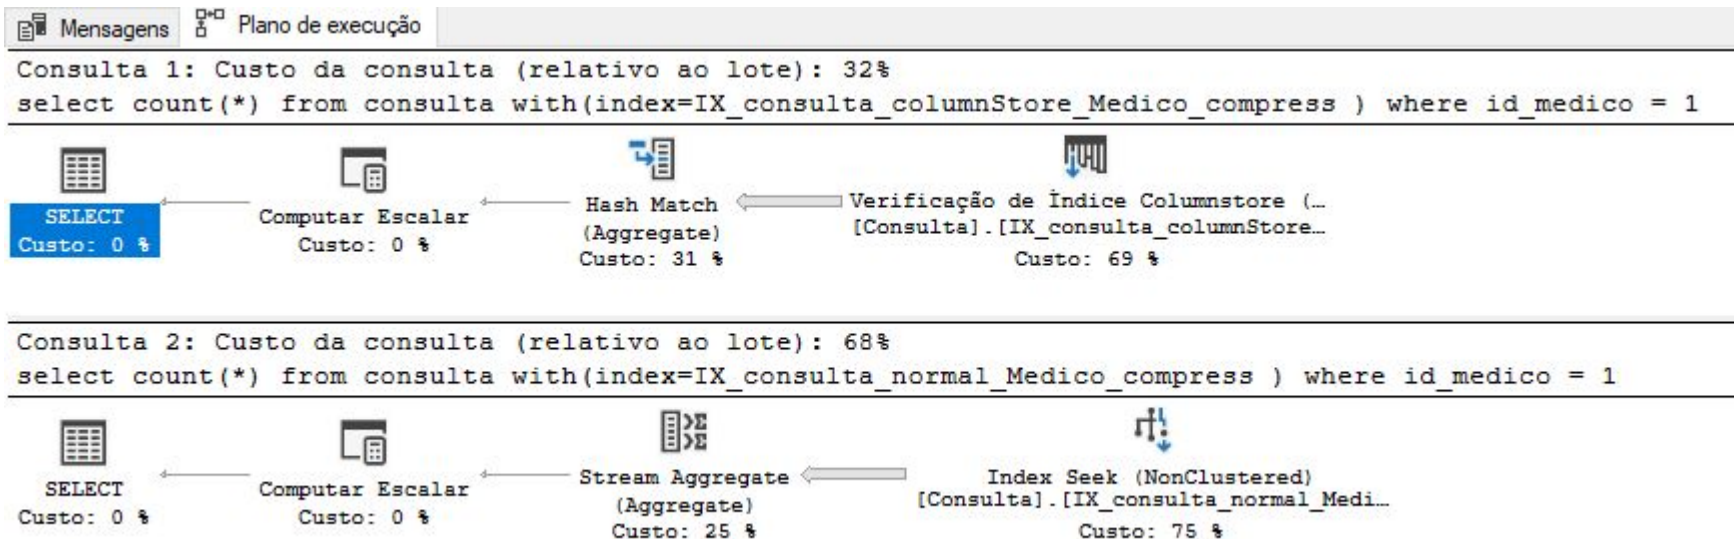 Mensagens Plano de execução
Consulta 1: Custo da consulta (relativo ao lote): 32%
select count(*) from consulta with(index=IX_consulta_columnStore_Medico_compress ) where id_medico = 1
SELECT
Custo: 0 %
Computar Escalar
Custo: 0 %
Hash Match
(Aggregate)
Custo: 31 %
Verificação de Índice Columnstore (…
[Consulta].[IX_consulta_columnStore…
Custo: 69 %
Consulta 2: Custo da consulta (relativo ao lote): 68%
select count(*) from consulta with(index=IX_consulta_normal_Medico_compress ) where id_medico = 1
SELECT
Custo: 0 %
Computar Escalar
Custo: 0 %
Stream Aggregate
(Aggregate)
Custo: 25 %
Index Seek (NonClustered)
[Consulta].[IX_consulta_normal_Medi…
Custo: 75 %